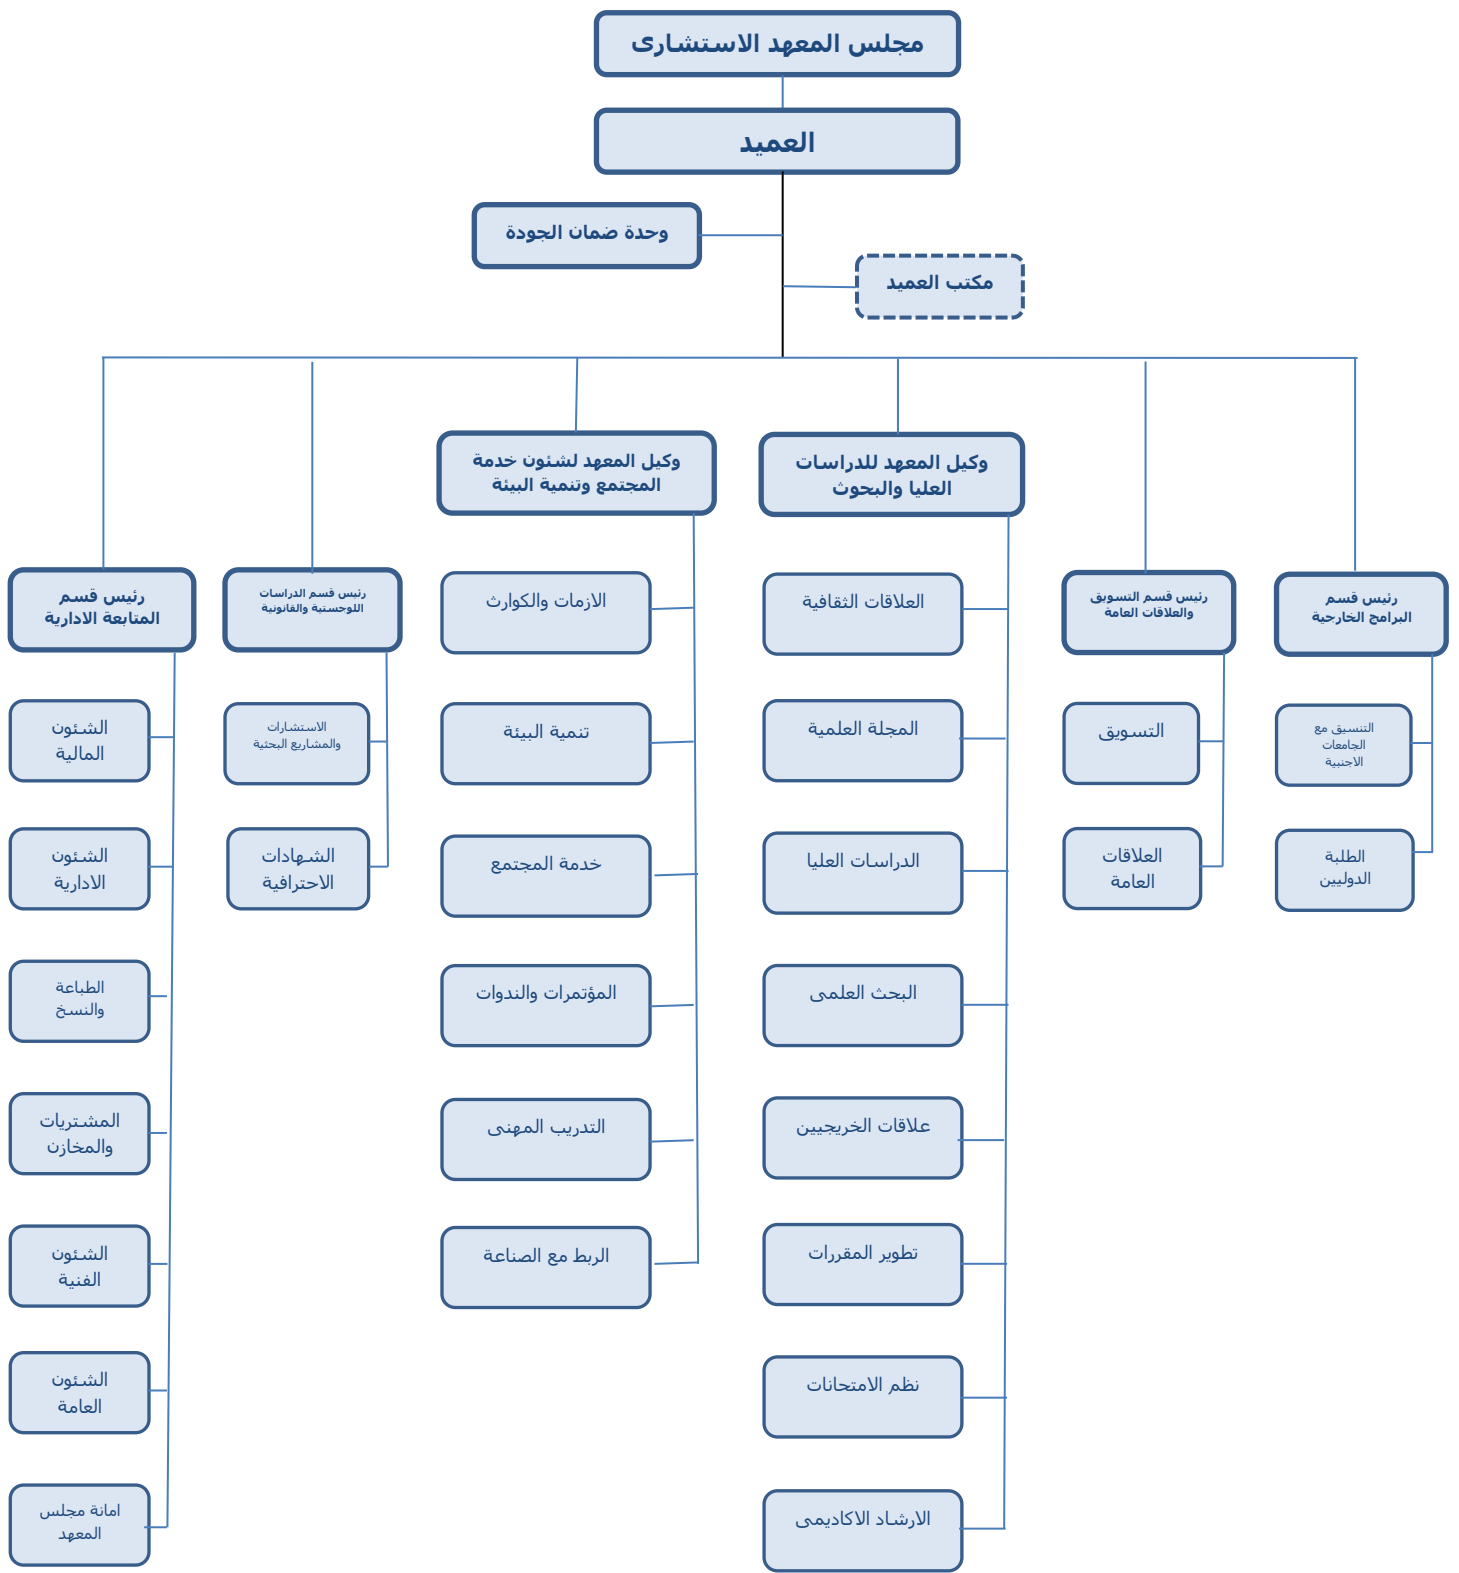 مجلس المعهد الاستشارى
العميد
وحدة ضمان الجودة
مكتب العميد
وكيل المعهد للدراسات
العليا والبحوث
وكيل المعهد لشئون خدمة
المجتمع وتنمية البيئة
رئيس قسم
البرامج الخارجية
رئيس قسم التسويق
والعلاقات العامة
رئيس قسم الدراسات
اللوجستية والقانونية
رئيس قسم
المتابعة الادارية
التنسيق مع
الجامعات
الاجنبية
الطلبة
الدوليين
التسويق
العلاقات
العامة
العلاقات الثقافية
المجلة العلمية
الدراسات العليا
البحث العلمى
علاقات الخريجيين
تطوير المقررات
نظم الامتحانات
الارشاد الاكاديمى
الازمات والكوارث
تنمية البيئة
خدمة المجتمع
المؤتمرات والندوات
التدريب المهنى
الربط مع الصناعة
الاستشارات
والمشاريع البحثية
الشهادات
الاحترافية
الشئون
المالية
الشئون
الادارية
الطباعة
والنسخ
المشتريات
والمخازن
الشئون
الفنية
الشئون
العامة
امانة مجلس
المعهد